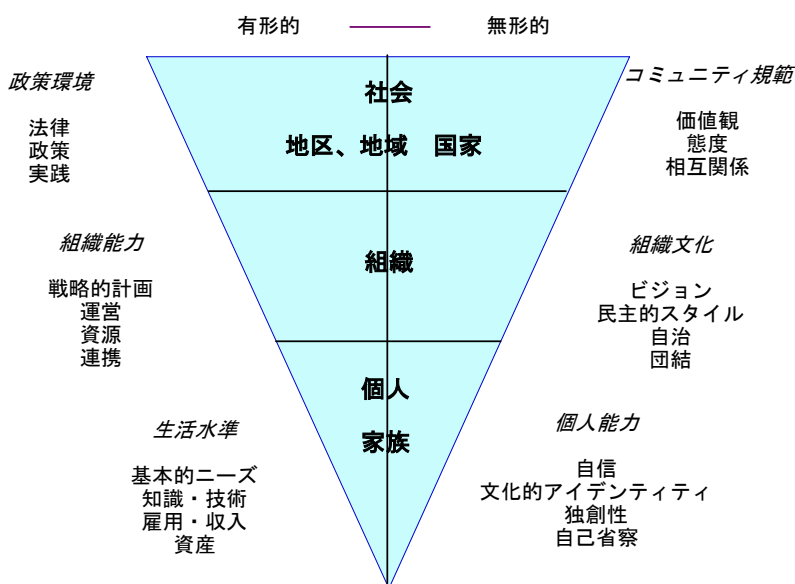 有形的 無形的
政策環境
法律
政策
実践
社会
地区、地域 国家
コミュニティ規範
価値観
態度
相互関係
組織能力
戦略的計画
運営
資源
連携
組織
組織文化
ビジョン
民主的スタイル
自治
団結
生活水準
基本的ニーズ
知識・技術
雇用・収入
資産
個人
家族
個人能力
自信
文化的アイデンティティ
独創性
自己省察